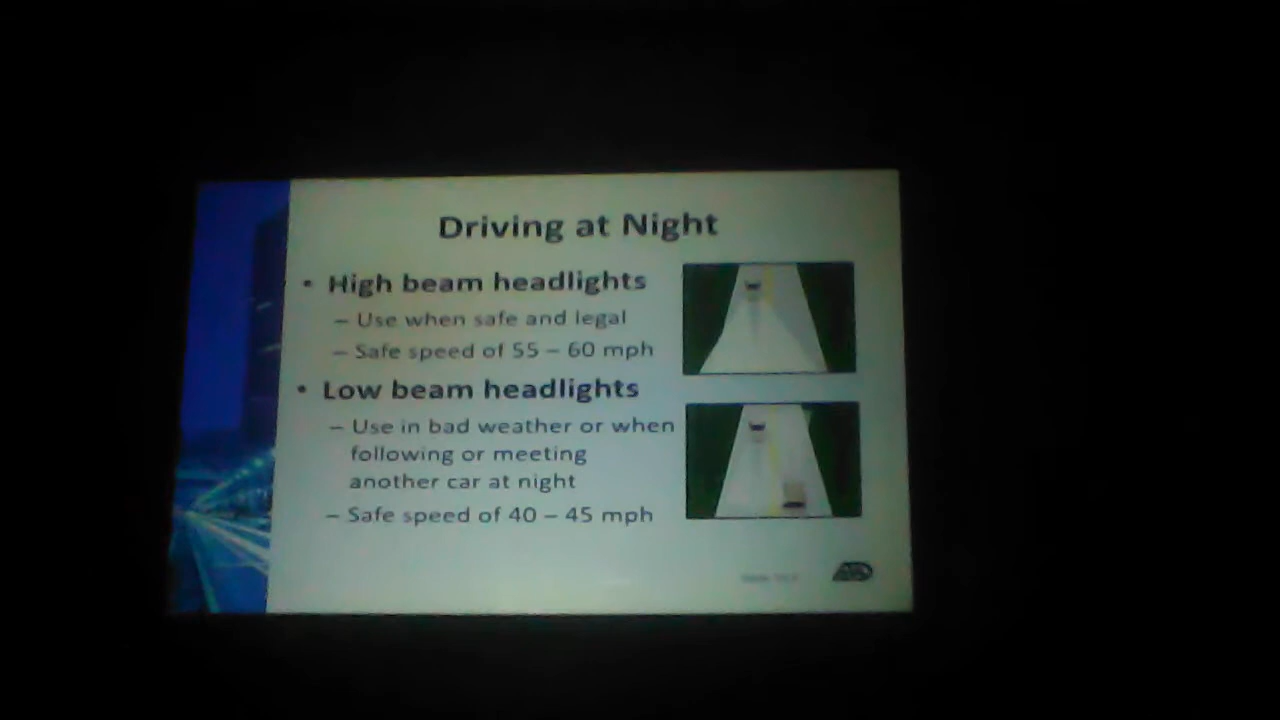 Driving at Night
• High beam headlights
– Use when safe and legal
– Safe speed of 55 – 60 mph
• Low beam headlights
– Use in bad weather or when
following or meeting
another car at night
– Safe speed of 40 – 45 mph